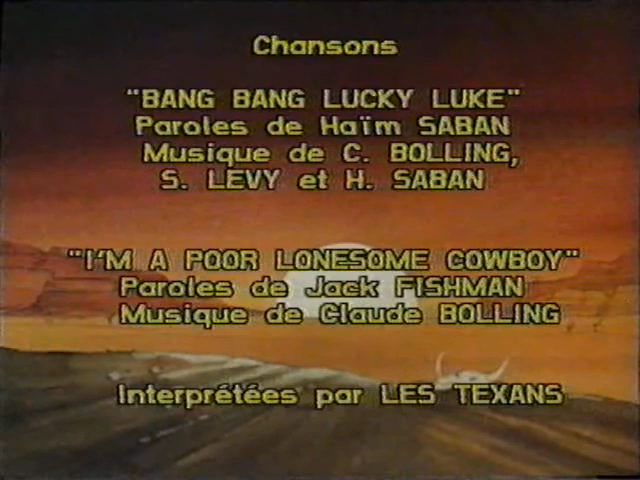 Chansons
"BANG BANG LUCKY LUKE"
Paroles de Haïm SABAN
Musique de C. BOLLING,
S. LEVY et H. SABAN
"I'M A POOR LONESOME COWBOY"
Paroles de Jack FISHMAN
Musique de Claude BOLLING
Interprétées par LES TEXANS